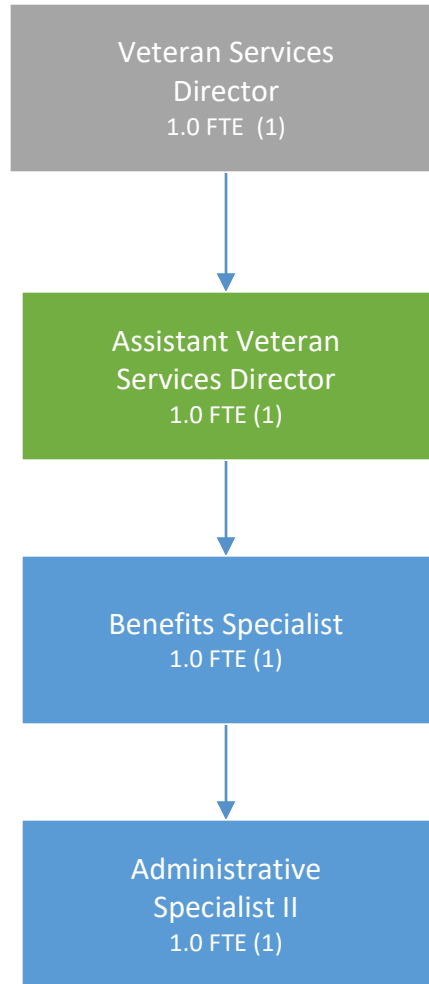 Veteran Services
Director
1.0 FTE  (1)
Assistant Veteran
Services Director
1.0 FTE (1)
Benefits Specialist
1.0 FTE (1)
Administrative
Specialist II
1.0 FTE (1)